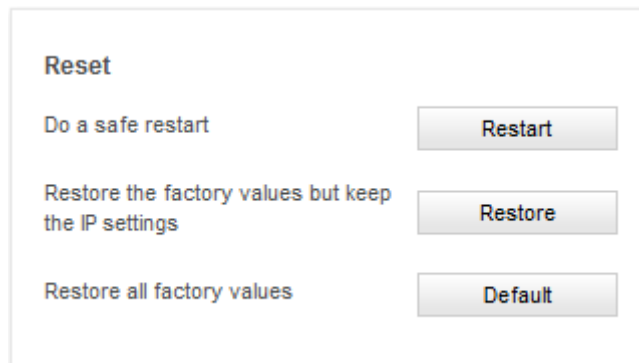 Reset
Do a safe restart
Restart
Restore the factory values but keep
the IP settings
Restore
Restore all factory values
Default